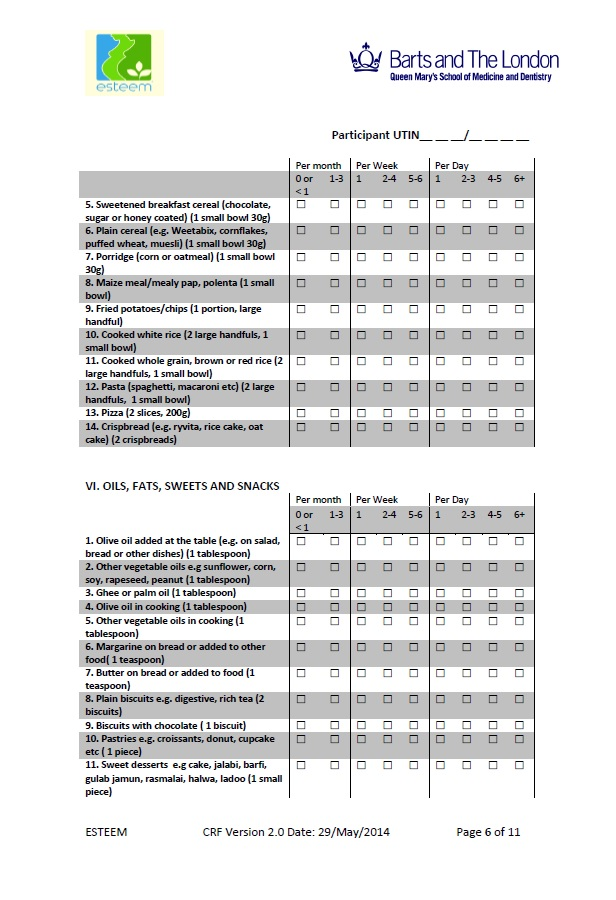 esteem
Barts and The London
Queen Mary's School of Medicine and Dentistry
Participant UTIN__ __ __/__ __ __ __
Per month Per Week Per Day
0 or 1-3 1 2-4 5-6 1 2-3 4-5 6+
< 1
5. Sweetened breakfast cereal (chocolate, ☐ ☐ ☐ ☐ ☐ ☐ ☐ ☐ ☐
sugar or honey coated) (1 small bowl 30g)
6. Plain cereal (e.g. Weetabix, cornflakes, ☐ ☐ ☐ ☐ ☐ ☐ ☐ ☐ ☐
puffed wheat, muesli) (1 small bowl 30g)
7. Porridge (corn or oatmeal) (1 small bowl ☐ ☐ ☐ ☐ ☐ ☐ ☐ ☐ ☐
30g)
8. Maize meal/mealy pap, polenta (1 small ☐ ☐ ☐ ☐ ☐ ☐ ☐ ☐ ☐
bowl)
9. Fried potatoes/chips (1 portion, large ☐ ☐ ☐ ☐ ☐ ☐ ☐ ☐ ☐
handful)
10. Cooked white rice (2 large handfuls, 1 ☐ ☐ ☐ ☐ ☐ ☐ ☐ ☐ ☐
small bowl)
11. Cooked whole grain, brown or red rice (2 ☐ ☐ ☐ ☐ ☐ ☐ ☐ ☐ ☐
large handfuls, 1 small bowl)
12. Pasta (spaghetti, macaroni etc) (2 large ☐ ☐ ☐ ☐ ☐ ☐ ☐ ☐ ☐
handfuls, 1 small bowl)
13. Pizza (2 slices, 200g) ☐ ☐ ☐ ☐ ☐ ☐ ☐ ☐ ☐
14. Crispbread (e.g. ryvita, rice cake, oat ☐ ☐ ☐ ☐ ☐ ☐ ☐ ☐ ☐
cake) (2 crispbreads)
VI. OILS, FATS, SWEETS AND SNACKS
Per month Per Week Per Day
0 or 1-3 1 2-4 5-6 1 2-3 4-5 6+
< 1
1. Olive oil added at the table (e.g. on salad, ☐ ☐ ☐ ☐ ☐ ☐ ☐ ☐ ☐
bread or other dishes) (1 tablespoon)
2. Other vegetable oils e.g sunflower, corn, ☐ ☐ ☐ ☐ ☐ ☐ ☐ ☐ ☐
soy, rapeseed, peanut (1 tablespoon)
3. Ghee or palm oil (1 tablespoon) ☐ ☐ ☐ ☐ ☐ ☐ ☐ ☐ ☐
4. Olive oil in cooking (1 tablespoon) ☐ ☐ ☐ ☐ ☐ ☐ ☐ ☐ ☐
5. Other vegetable oils in cooking (1 ☐ ☐ ☐ ☐ ☐ ☐ ☐ ☐ ☐
tablespoon)
6. Margarine on bread or added to other ☐ ☐ ☐ ☐ ☐ ☐ ☐ ☐ ☐
food( 1 teaspoon)
7. Butter on bread or added to food (1 ☐ ☐ ☐ ☐ ☐ ☐ ☐ ☐ ☐
teaspoon)
8. Plain biscuits e.g. digestive, rich tea (2 ☐ ☐ ☐ ☐ ☐ ☐ ☐ ☐ ☐
biscuits)
9. Biscuits with chocolate ( 1 biscuit) ☐ ☐ ☐ ☐ ☐ ☐ ☐ ☐ ☐
10. Pastries e.g. croissants, donut, cupcake ☐ ☐ ☐ ☐ ☐ ☐ ☐ ☐ ☐
etc ( 1 piece)
11. Sweet desserts e.g cake, jalabi, barfi, ☐ ☐ ☐ ☐ ☐ ☐ ☐ ☐ ☐
gulab jamun, rasmalai, halwa, ladoo (1 small
piece)
ESTEEM CRF Version 2.0 Date: 29/May/2014 Page 6 of 11